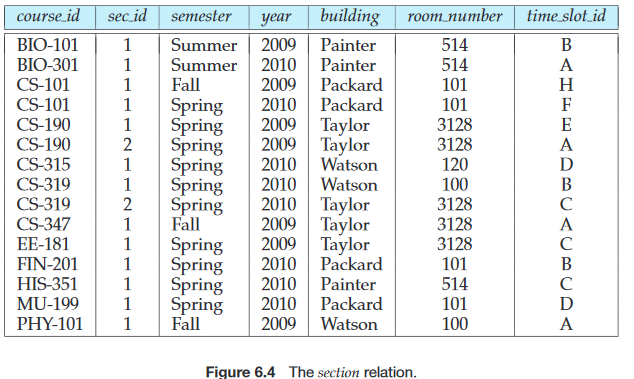 course_id sec_id semester year building room_number time_slot_id
BIO-101 1 Summer 2009 Painter 514 B
BIO-301 1 Summer 2010 Painter 514 A
CS-101 1 Fall 2009 Packard 101 H
CS-101 1 Spring 2010 Packard 101 F
CS-190 1 Spring 2009 Taylor 3128 E
CS-190 2 Spring 2009 Taylor 3128 A
CS-315 1 Spring 2010 Watson 120 D
CS-319 1 Spring 2010 Watson 100 B
CS-319 2 Spring 2010 Taylor 3128 C
CS-347 1 Fall 2009 Taylor 3128 A
EE-181 1 Spring 2009 Taylor 3128 C
FIN-201 1 Spring 2010 Packard 101 B
HIS-351 1 Spring 2010 Painter 514 C
MU-199 1 Spring 2010 Packard 101 D
PHY-101 1 Fall 2009 Watson 100 A
Figure 6.4 The section relation.